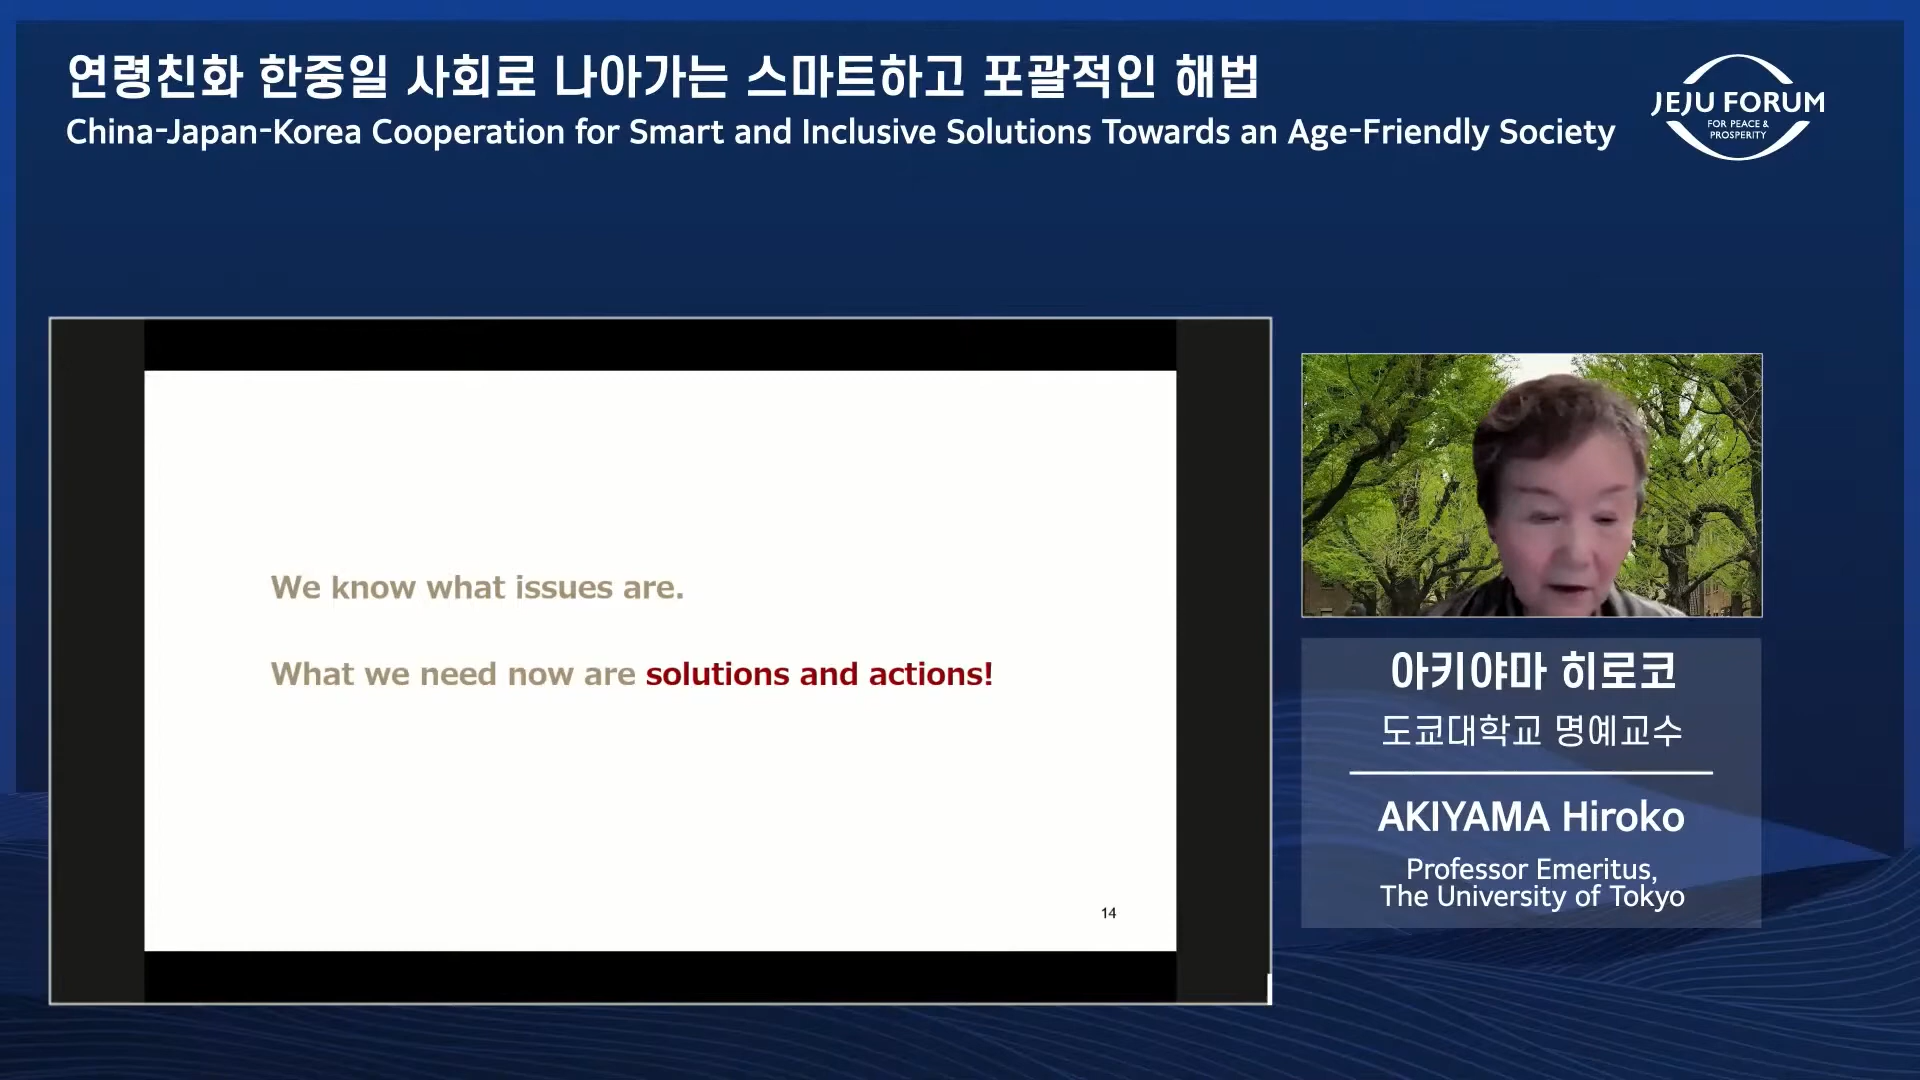 연령친화 한중일 사회로 나아가는 스마트하고 포괄적인 해법
China-Japan-Korea Cooperation for Smart and Inclusive Solutions Towards an Age-Friendly Society
JEJU FORUM
FOR PEACE &
PROSPERITY
We know what issues are.
What we need now are solutions and actions!
14
아키야마 히로코
도쿄대학교 명예교수
AKIYAMA Hiroko
Professor Emeritus,
The University of Tokyo